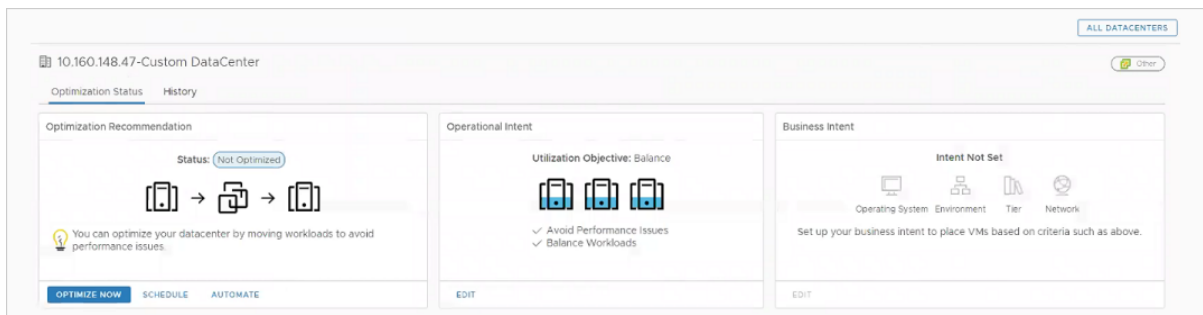 ALL DATACENTERS
10.160.148.47-Custom DataCenter
Other
Optimization Status History
Optimization Recommendation
Status: Not Optimized
You can optimize your datacenter by moving workloads to avoid
performance issues.
OPTIMIZE NOW SCHEDULE AUTOMATE
Operational Intent
Utilization Objective: Balance
Avoid Performance Issues
Balance Workloads
EDIT
Business Intent
Intent Not Set
Operating System Environment Tier Network
Set up your business intent to place VMs based on criteria such as above.
EDIT